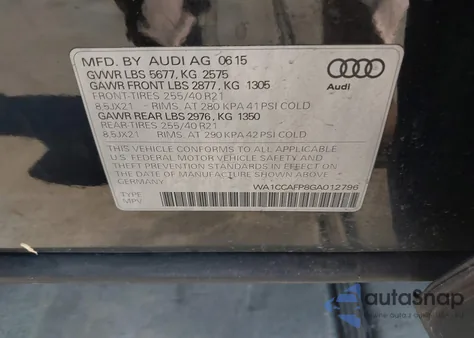 MFD. BY AUDI AG 06 15
GVWR LBS 5677, KG 2575
GAWR FRONT LBS 2877, KG 1305
FRONT-TIRES 255/40 R21
8.5JX21 - RIMS, AT 280 KPA 41 PSI COLD
GAWR REAR LBS 2976, KG 1350
REAR-TIRES 255/40 R21
8.5JX21 - RIMS, AT 290 KPA 42 PSI COLD
Audi
THIS VEHICLE CONFORMS TO ALL APPLICABLE
U.S. FEDERAL MOTOR VEHICLE SAFETY AND
THEFT PREVENTION STANDARDS IN EFFECT ON
THE DATE OF MANUFACTURE SHOWN ABOVE.
GERMANY
WA1CCAFP8GA012796
TYPE
MPV
autoSnap